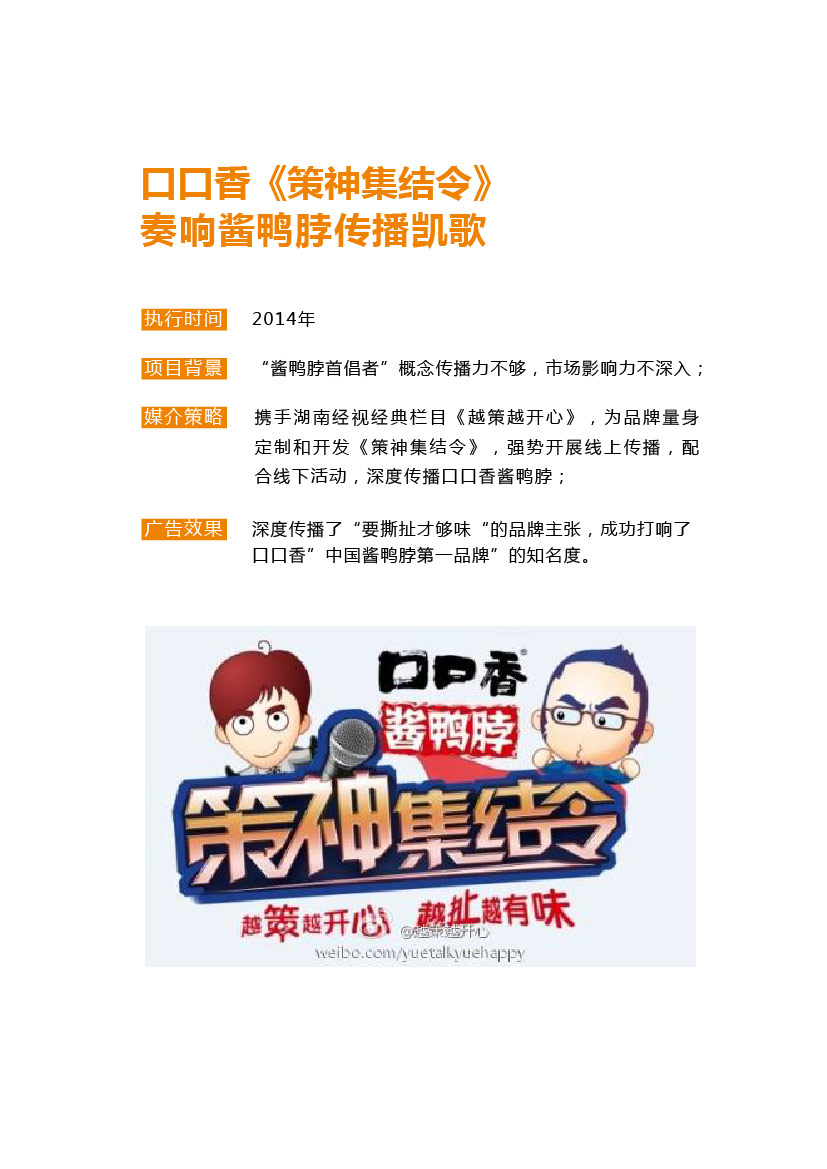 口口香《策神集结令》
奏响酱鸭脖传播凯歌
执行时间 2014年
项目背景 “酱鸭脖首倡者”概念传播力不够，市场影响力不深入；
媒介策略 携手湖南经视经典栏目《越策越开心》，为品牌量身
定制和开发《策神集结令》，强势开展线上传播，配
合线下活动，深度传播口口香酱鸭脖；
广告效果 深度传播了“要撕扯才够味“的品牌主张，成功打响了
口口香”中国酱鸭脖第一品牌”的知名度。
口口香®
酱鸭脖
策神集结令
越策越开心 越扯越有味
@越策越开心
weibo.com/yuetalkyuehappy